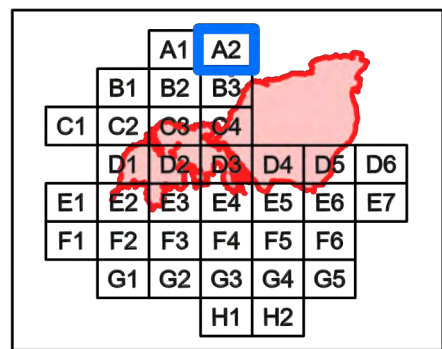 A1 A2
B1 B2 B3
C1 C2 C3 C4
D1 D2 D3 D4 D5 D6
E1 E2 E3 E4 E5 E6 E7
F1 F2 F3 F4 F5 F6
G1 G2 G3 G4 G5
H1 H2